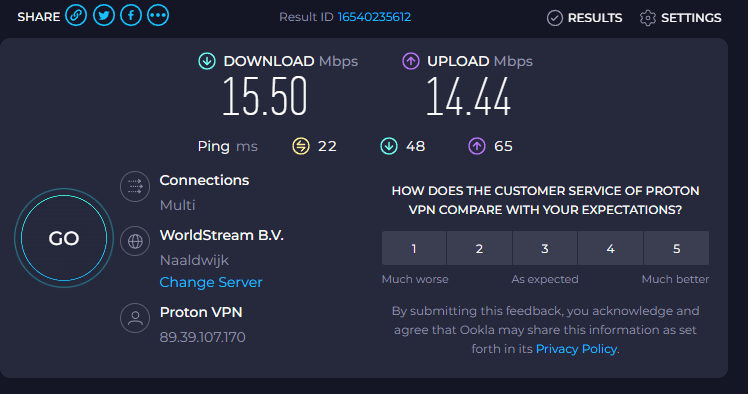 SHARE
Result ID 16540235612
RESULTS
SETTINGS
DOWNLOAD Mbps
UPLOAD Mbps
15.50
14.44
Ping ms 22 48 65
Connections
Multi
GO
WorldStream B.V.
Naaldwijk
Change Server
Proton VPN
89.39.107.170
HOW DOES THE CUSTOMER SERVICE OF PROTON
VPN COMPARE WITH YOUR EXPECTATIONS?
1 2 3 4 5
Much worse As expected Much better
By submitting this feedback, you acknowledge and
agree that Ookla may share this information as set
forth in its Privacy Policy.